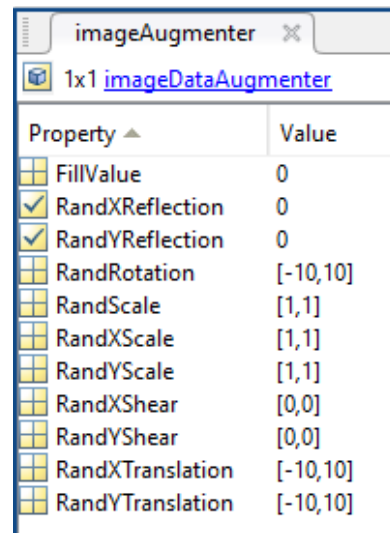 imageAugmenter
1x1 imageDataAugmenter
Property Value
FillValue 0
RandXReflection 0
RandYReflection 0
RandRotation [-10,10]
RandScale [1,1]
RandXScale [1,1]
RandYScale [1,1]
RandXShear [0,0]
RandYShear [0,0]
RandXTranslation [-10,10]
RandYTranslation [-10,10]